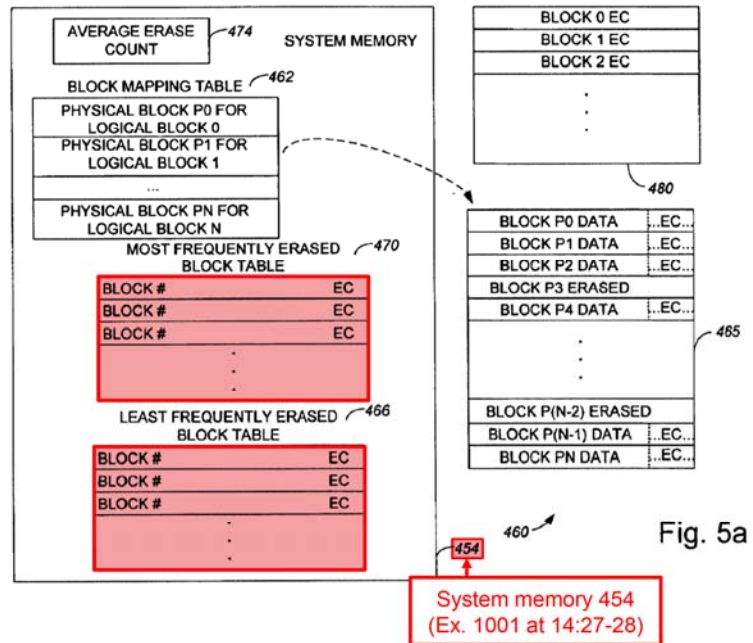 AVERAGE ERASE
COUNT
474
SYSTEM MEMORY
BLOCK MAPPING TABLE
462
PHYSICAL BLOCK P0 FOR
LOGICAL BLOCK 0
PHYSICAL BLOCK P1 FOR
LOGICAL BLOCK 1
...
PHYSICAL BLOCK PN FOR
LOGICAL BLOCK N
MOST FREQUENTLY ERASED
BLOCK TABLE
470
BLOCK # EC
BLOCK # EC
BLOCK # EC
.
.
.
LEAST FREQUENTLY ERASED
BLOCK TABLE
466
BLOCK # EC
BLOCK # EC
BLOCK # EC
.
.
.
454
System memory 454
(Ex. 1001 at 14:27-28)
BLOCK 0 EC
BLOCK 1 EC
BLOCK 2 EC
.
.
.
480
BLOCK P0 DATA ...EC...
BLOCK P1 DATA ...EC...
BLOCK P2 DATA ...EC...
BLOCK P3 ERASED
BLOCK P4 DATA ...EC...
.
.
.
465
BLOCK P(N-2) ERASED
BLOCK P(N-1) DATA ...EC...
BLOCK PN DATA ...EC...
460
Fig. 5a